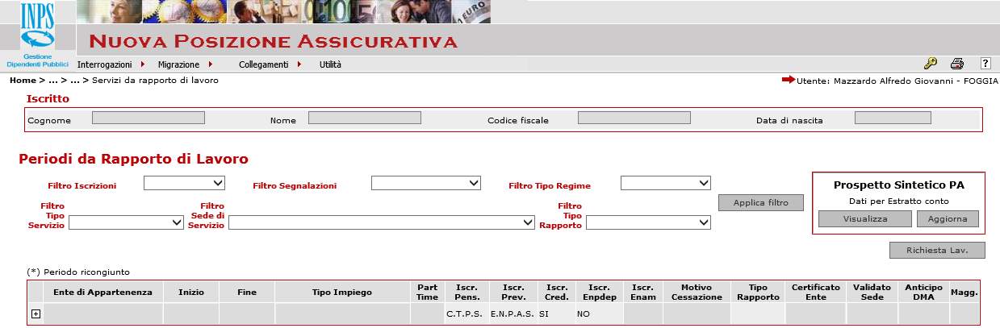 INPS
Gestione
Dipendenti Pubblici
EURO
NUOVA POSIZIONE ASSICURATIVA
Interrogazioni Migrazione Collegamenti Utilità ?
Home > ... > ... > Servizi da rapporto di lavoro
Utente: Mazzardo Alfredo Giovanni - FOGGIA
Iscritto
Cognome Nome Codice fiscale Data di nascita
Periodi da Rapporto di Lavoro
Filtro Iscrizioni Filtro Segnalazioni Filtro Tipo Regime
Filtro Tipo Servizio Filtro Sede di Servizio Filtro Tipo Rapporto
Applica filtro
Prospetto Sintetico PA
Dati per Estratto conto
Visualizza Aggiorna
Richiesta Lav.
(*) Periodo ricongiunto
Ente di Appartenenza Inizio Fine Tipo Impiego Part Time Iscr. Pens. Iscr. Prev. Iscr. Cred. Iscr. Enpdep Iscr. Enam Motivo Cessazione Tipo Rapporto Certificato Ente Validato Sede Anticipo DMA Magg.
C.T.P.S. E.N.P.A.S. SI NO